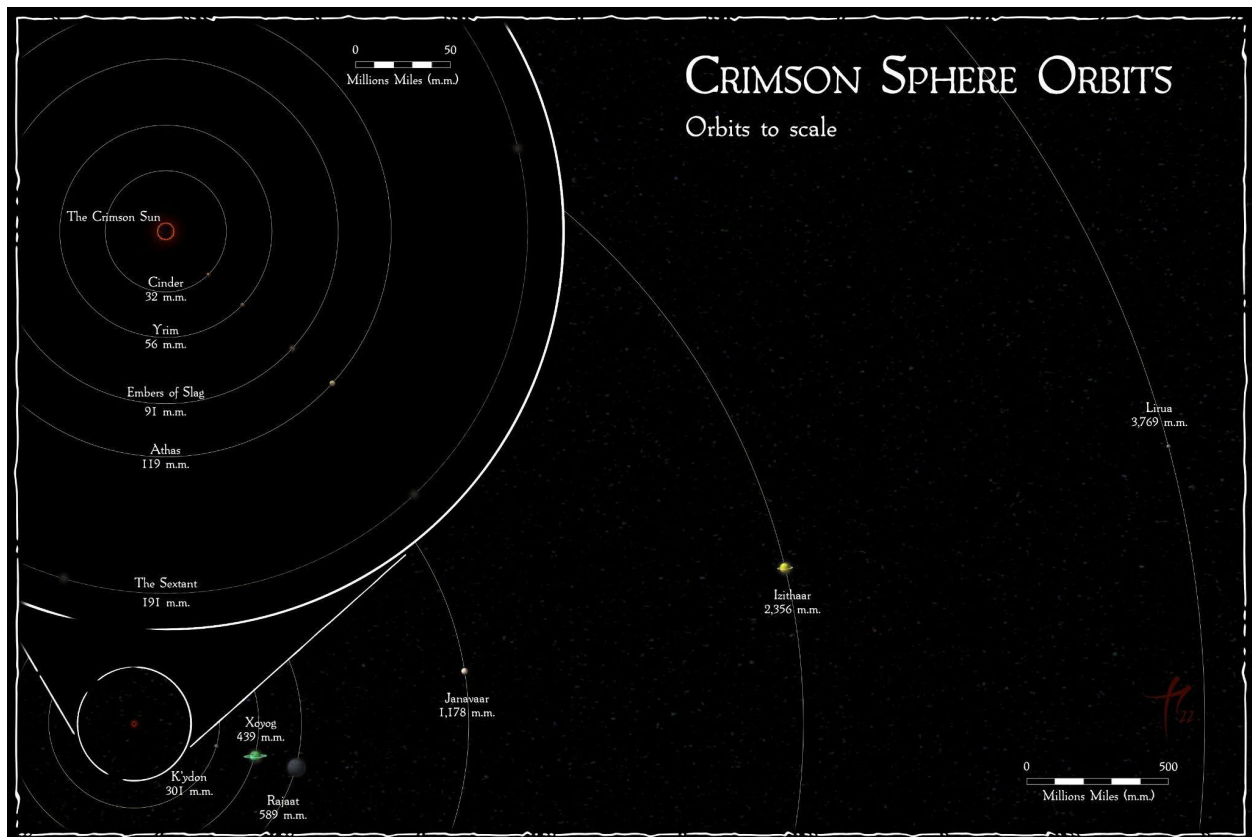 0 50
Millions Miles (m.m.)
CRIMSON SPHERE ORBITS
Orbits to scale
The Crimson Sun
Cinder
32 m.m.
Yrim
56 m.m.
Embers of Slag
91 m.m.
Athas
119 m.m.
The Sextant
191 m.m.
Lirua
3,769 m.m.
Izithaar
2,356 m.m.
Janavaar
1,178 m.m.
Xoyog
439 m.m.
K'ydon
301 m.m.
Rajaat
589 m.m.
0 500
Millions Miles (m.m.)